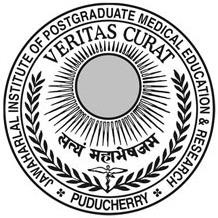 JAWAHARLAL INSTITUTE OF POSTGRADUATE MEDICAL EDUCATION & RESEARCH
VERITAS CURAT
सत्य महाभेषजम
PUDUCHERRY